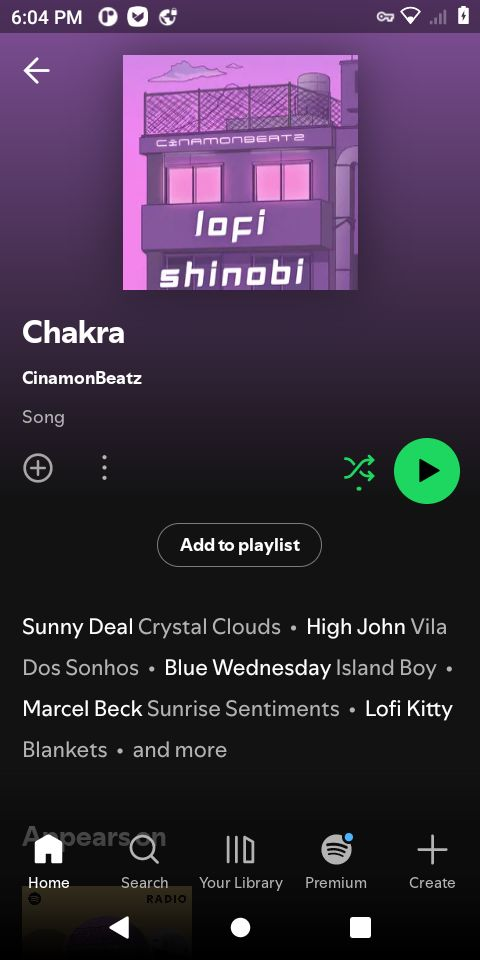 6:04 PM
CINAMONBEATZ
lofi
shinobi
Chakra
CinamonBeatz
Song
Add to playlist
Sunny Deal Crystal Clouds • High John Vila
Dos Sonhos • Blue Wednesday Island Boy •
Marcel Beck Sunrise Sentiments • Lofi Kitty
Blankets • and more
Appears on
Home Search Your Library Premium Create
RADIO